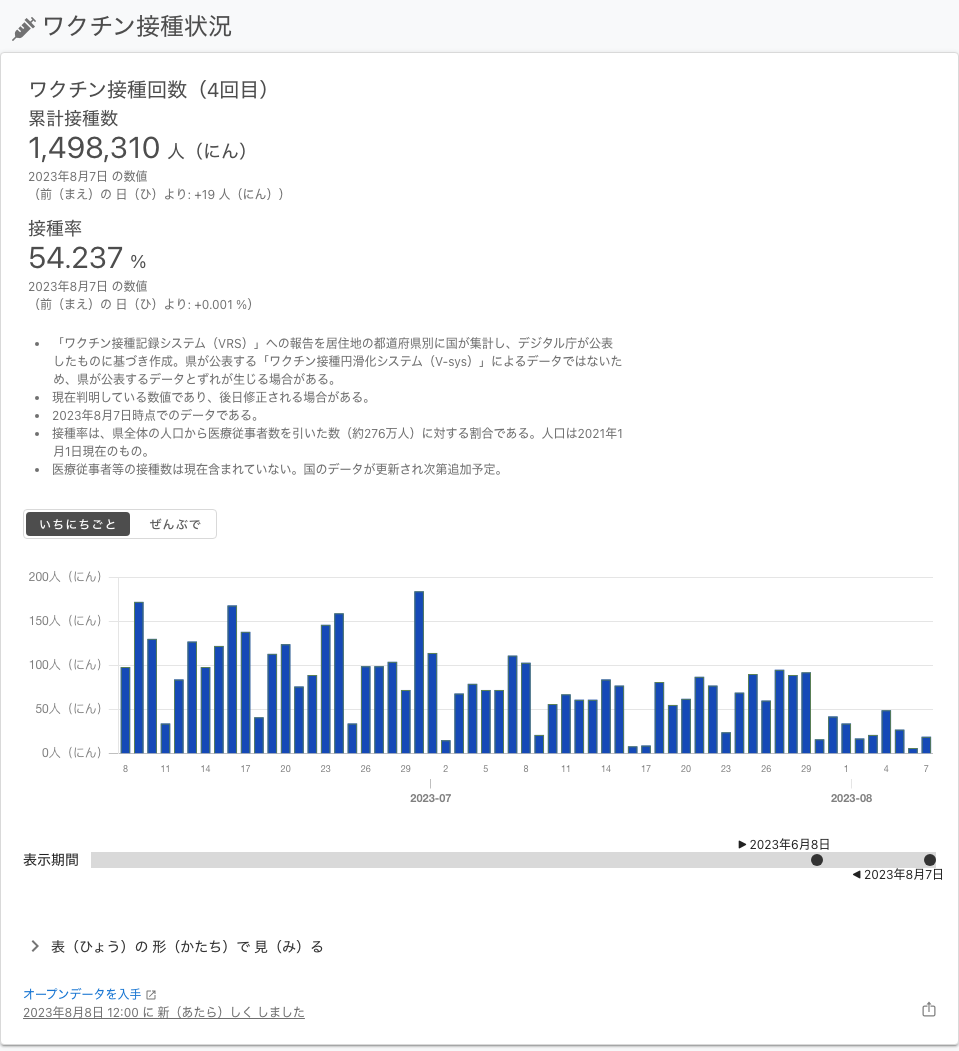 ワクチン接種状況
ワクチン接種回数（4回目）
累計接種数
1,498,310 人（にん）
2023年8月7日 の数値
（前（まえ）の 日（ひ）より: +19 人（にん））
接種率
54.237 %
2023年8月7日 の数値
（前（まえ）の 日（ひ）より: +0.001 %）
• 「ワクチン接種記録システム（VRS）」への報告を居住地の都道府県別に国が集計し、デジタル庁が公表
したものに基づき作成。県が公表する「ワクチン接種円滑化システム（V-sys）」によるデータではないた
め、県が公表するデータとずれが生じる場合がある。
• 現在判明している数値であり、後日修正される場合がある。
• 2023年8月7日時点でのデータである。
• 接種率は、県全体の人口から医療従事者数を引いた数（約276万人）に対する割合である。人口は2021年1
月1日現在のもの。
• 医療従事者等の接種数は現在含まれていない。国のデータが更新され次第追加予定。
いちにちごと ぜんぶで
200人（にん）
150人（にん）
100人（にん）
50人（にん）
0人（にん）
8 11 14 17 20 23 26 29 2 5 8 11 14 17 20 23 26 29 1 4 7
2023-07 2023-08
▶ 2023年6月8日
表示期間
◀ 2023年8月7日
表（ひょう）の 形（かたち）で 見（み）る
オープンデータを入手
2023年8月8日 12:00 に 新（あたら）しく しました